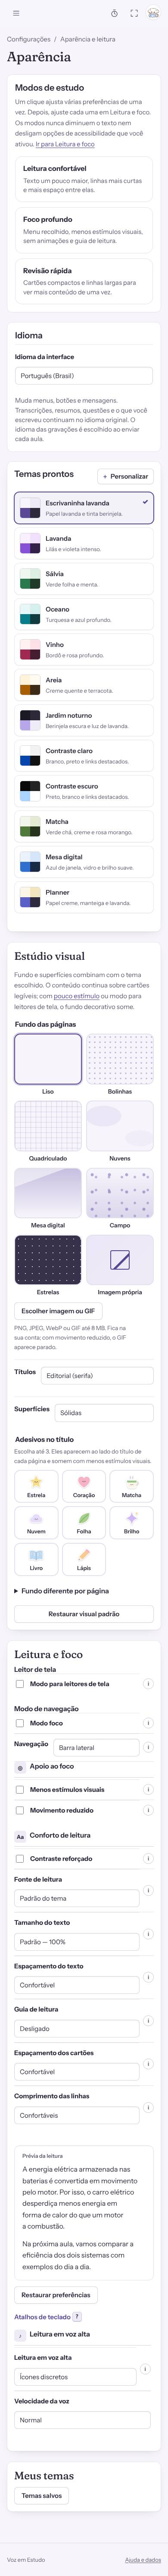 Configurações / Aparência e leitura
Aparência
Modos de estudo
Um clique ajusta várias preferências de uma
vez. Depois, ajuste cada uma em Leitura e foco.
Os modos nunca diminuem o texto nem
desligam opções de acessibilidade que você
ativou. Ir para Leitura e foco
Leitura confortável
Texto um pouco maior, linhas mais curtas
e mais espaço entre elas.
Foco profundo
Menu recolhido, menos estímulos visuais,
sem animações e guia de leitura.
Revisão rápida
Cartões compactos e linhas largas para
ver mais conteúdo de uma vez.
Idioma
Idioma da interface
Português (Brasil)
Muda menus, botões e mensagens.
Transcrições, resumos, questões e o que você
escreveu continuam no idioma original. O
idioma das gravações é escolhido ao enviar
cada aula.
Temas prontos
+ Personalizar
Escrivaninha lavanda
Papel lavanda e tinta berinjela.
Lavanda
Lilás e violeta intenso.
Sálvia
Verde folha e menta.
Oceano
Turquesa e azul profundo.
Vinho
Bordô e rosa profundo.
Areia
Creme quente e terracota.
Jardim noturno
Berinjela escura e luz de lavanda.
Contraste claro
Branco, preto e links destacados.
Contraste escuro
Preto, branco e links destacados.
Matcha
Verde chá, creme e rosa morango.
Mesa digital
Azul de janela, vidro e brilho suave.
Planner
Papel creme, manteiga e lavanda.
Estúdio visual
Fundo e superfícies combinam com o tema
escolhido. O conteúdo continua sobre cartões
legíveis; com pouco estímulo ou modo para
leitores de tela, o fundo decorativo some.
Fundo das páginas
Liso
Bolinhas
Quadriculado
Nuvens
Mesa digital
Campo
Estrelas
Imagem própria
Escolher imagem ou GIF
PNG, JPEG, WebP ou GIF até 8 MB. Fica na
sua conta; com movimento reduzido, o GIF
aparece parado.
Títulos
Editorial (serifa)
Superfícies
Sólidas
Adesivos no título
Escolha até 3. Eles aparecem ao lado do título de
cada página e somem com menos estímulos visuais.
Estrela
Coração
Matcha
Nuvem
Folha
Brilho
Livro
Lápis
Fundo diferente por página
Restaurar visual padrão
Leitura e foco
Leitor de tela
Modo para leitores de tela
i
Modo de navegação
Modo foco
i
Navegação
Barra lateral
i
Apoio ao foco
Menos estímulos visuais
i
Movimento reduzido
i
Aa Conforto de leitura
Contraste reforçado
i
Fonte de leitura
Padrão do tema
i
Tamanho do texto
Padrão — 100%
i
Espaçamento do texto
Confortável
i
Guia de leitura
Desligado
i
Espaçamento dos cartões
Confortável
i
Comprimento das linhas
Confortáveis
i
Prévia da leitura
A energia elétrica armazenada nas
baterias é convertida em movimento
pelo motor. Por isso, o carro elétrico
desperdiça menos energia em
forma de calor do que um motor
a combustão.
Na próxima aula, vamos comparar a
eficiência dos dois sistemas com
exemplos do dia a dia.
Restaurar preferências
Atalhos de teclado ?
♪ Leitura em voz alta
Leitura em voz alta
Ícones discretos
i
Velocidade da voz
Normal
Meus temas
Temas salvos
Voa em Estudo
Ajuda e dados